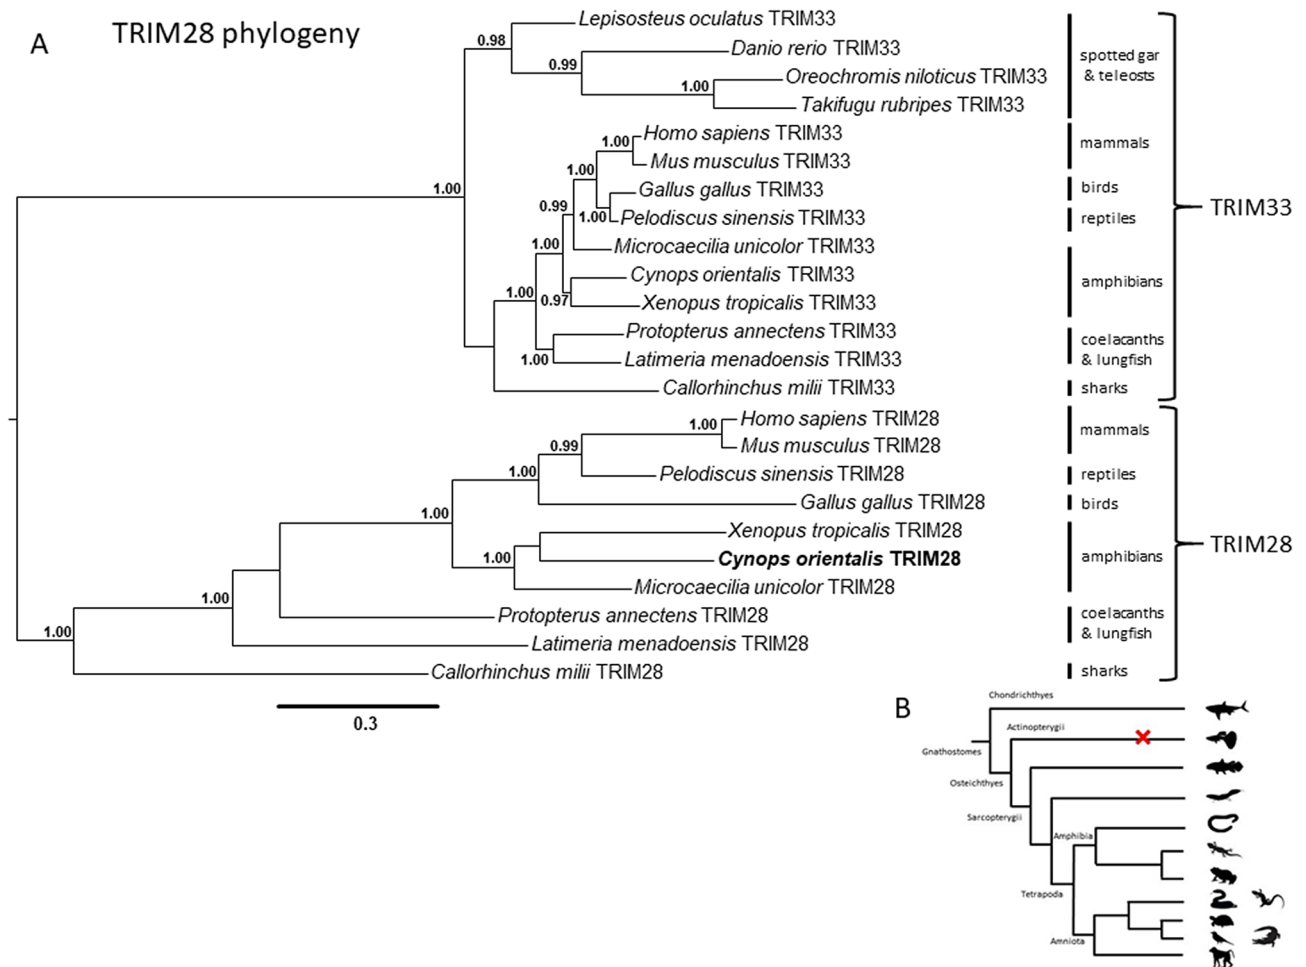 A
TRIM28 phylogeny
Lepisosteus oculatus TRIM33
0.98
Danio rerio TRIM33
0.99
Oreochromis niloticus TRIM33
1.00
Takifugu rubripes TRIM33
spotted gar
& teleosts
Homo sapiens TRIM33
1.00
Mus musculus TRIM33
mammals
1.00
Gallus gallus TRIM33
birds
1.00
Pelodiscus sinensis TRIM33
reptiles
0.99
Microcaecilia unicolor TRIM33
1.00
Cynops orientalis TRIM33
0.97
Xenopus tropicalis TRIM33
amphibians
1.00
Protopterus annectens TRIM33
1.00
Latimeria menadoensis TRIM33
coelacanths
& lungfish
Callorhinchus milii TRIM33
sharks
1.00
TRIM33
Homo sapiens TRIM28
1.00
Mus musculus TRIM28
mammals
0.99
Pelodiscus sinensis TRIM28
reptiles
1.00
Gallus gallus TRIM28
birds
1.00
Xenopus tropicalis TRIM28
1.00
Cynops orientalis TRIM28
Microcaecilia unicolor TRIM28
amphibians
Protopterus annectens TRIM28
1.00
Latimeria menadoensis TRIM28
coelacanths
& lungfish
1.00
Callorhinchus milii TRIM28
sharks
TRIM28
0.3
B
Chondrichthyes
Actinopterygii
Gnathostomes
Osteichthyes
Sarcopterygii
Amphibia
Tetrapoda
Amniota